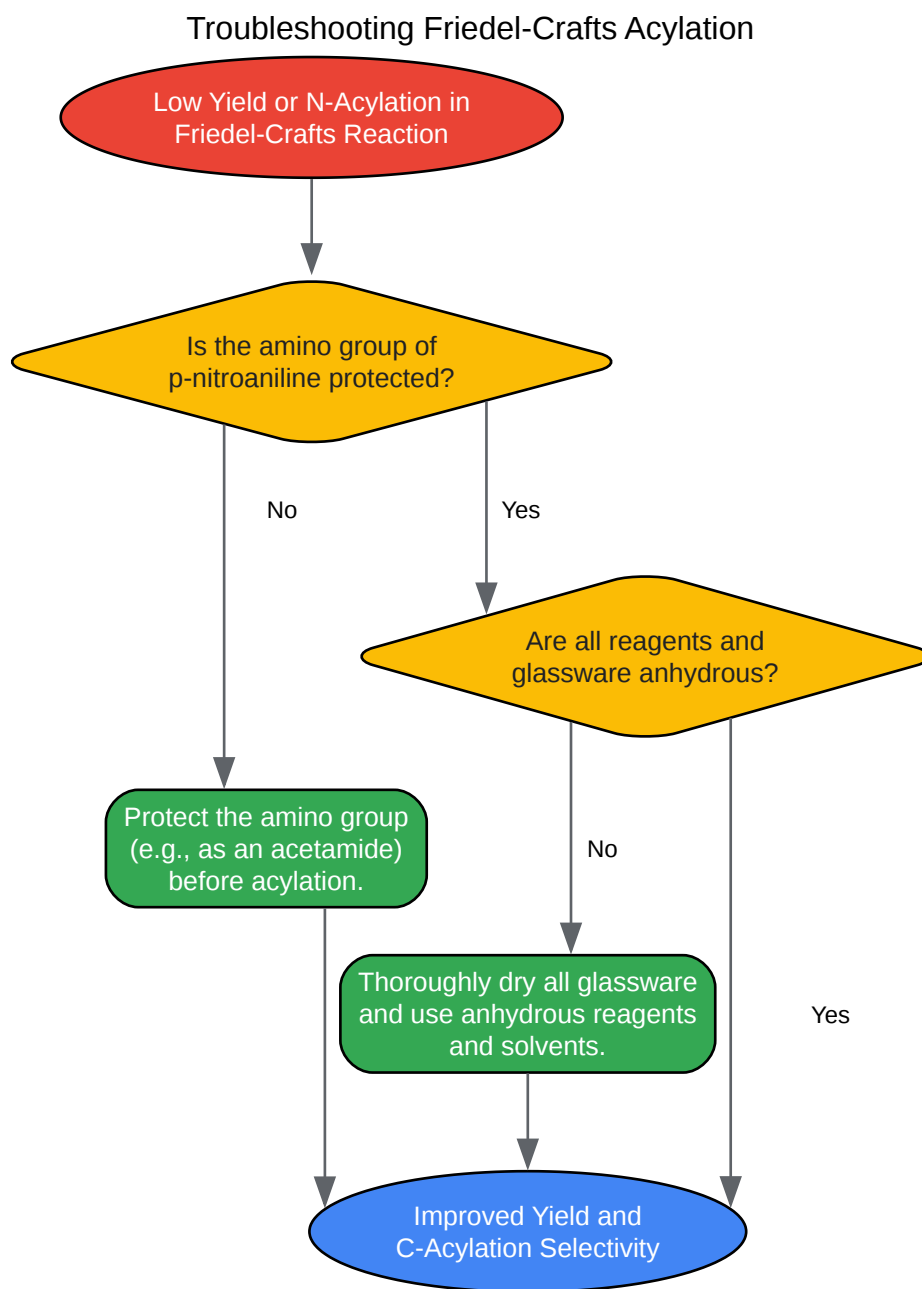 Troubleshooting Friedel-Crafts Acylation
Low Yield or N-Acylation in
Friedel-Crafts Reaction
Is the amino group of
p-nitroaniline protected?
No
Yes
Are all reagents and
glassware anhydrous?
Protect the amino group
(e.g., as an acetamide)
before acylation.
No
Thoroughly dry all glassware
and use anhydrous reagents
and solvents.
Yes
Improved Yield and
C-Acylation Selectivity